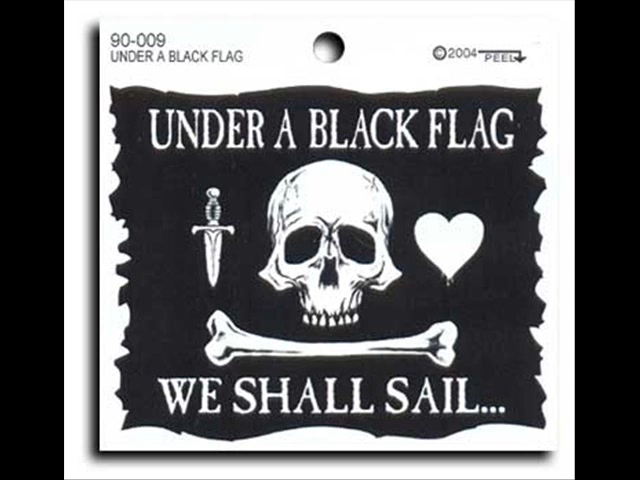 90-009
UNDER A BLACK FLAG
©2004
PEEL
UNDER A BLACK FLAG
WE SHALL SAIL...